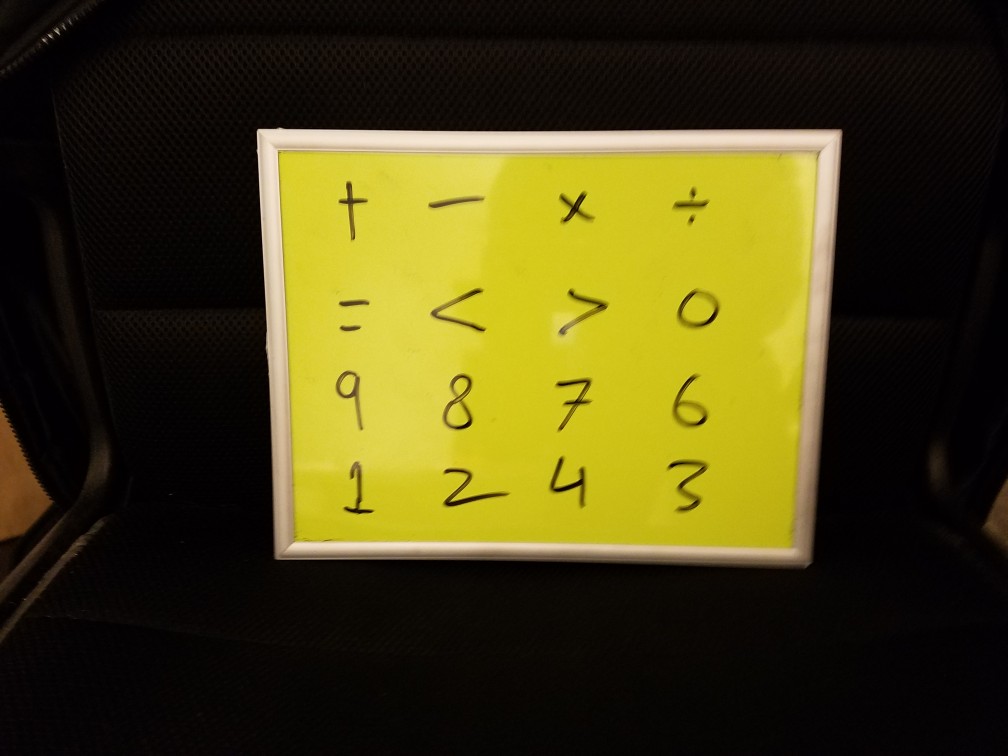 + − × ÷
= < > 0
9 8 7 6
1 2 4 3